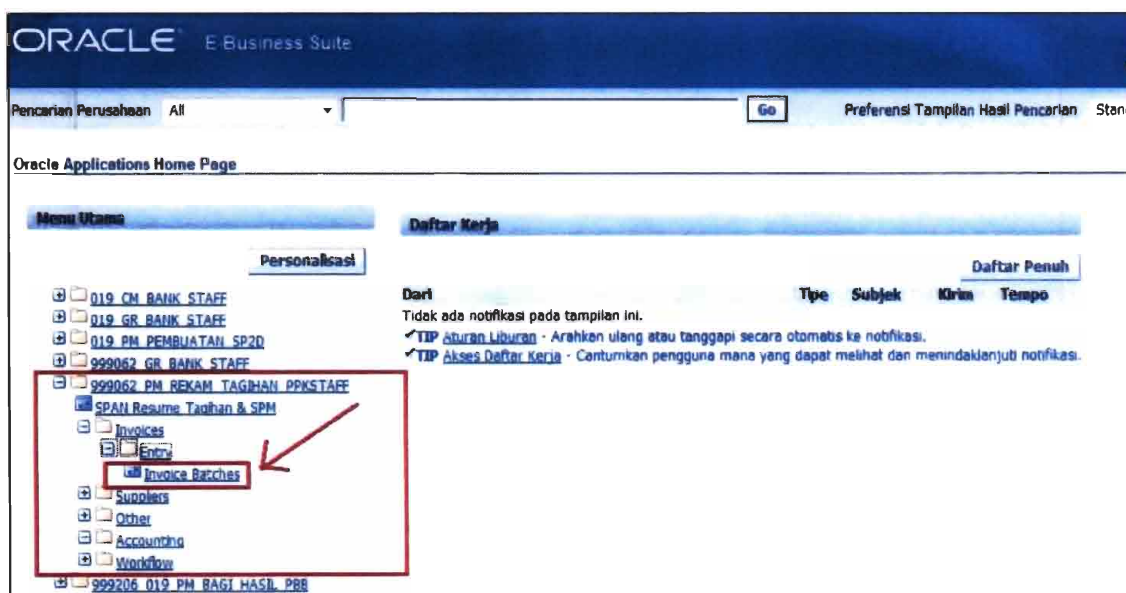 ORACLE E-Business Suite
Pencarian Perusahaan All Go Preferensi Tampilan Hasil Pencarian Stan
Oracle Applications Home Page
Menu Utama
Personalisasi
019 CM BANK STAFF
019 GR BANK STAFF
019 PM PEMBUATAN SP2D
999062 GR BANK STAFF
999062 PM REKAM TAGIHAN PPKSTAFF
SPAN Resume Tagihan & SPM
Invoices
Entry
Invoice Batches
Suppliers
Other
Accounting
Workflow
999206 019 PM BAGI HASIL PBB
Daftar Kerja
Daftar Penuh
Dari Tipe Subjek Kirim Tempo
Tidak ada notifikasi pada tampilan ini.
TIP Aturan Liburan - Arahkan ulang atau tanggapi secara otomatis ke notifikasi.
TIP Akses Daftar Kerja - Cantumkan pengguna mana yang dapat melihat dan menindaklanjuti notifikasi.